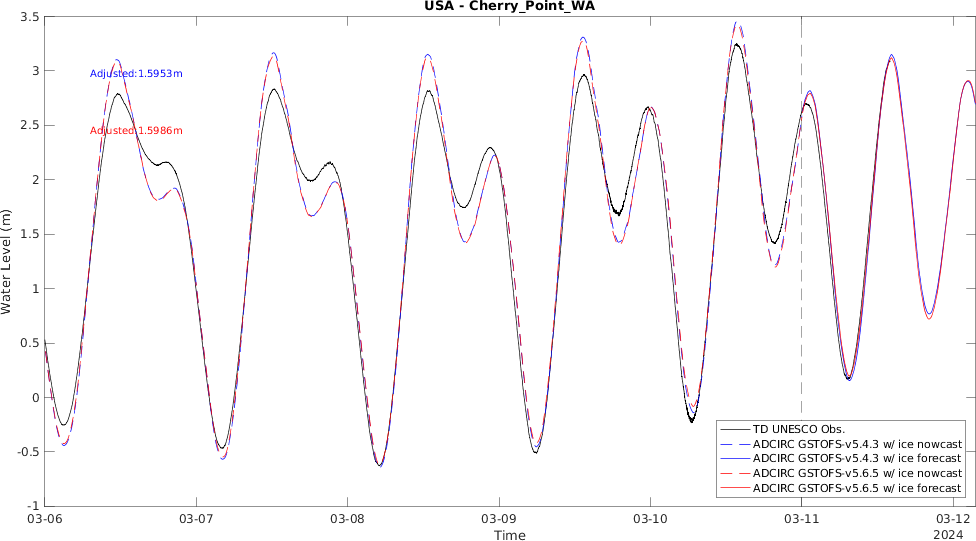 USA - Cherry_Point_WA
3.5
3
2.5
2
1.5
1
0.5
0
-0.5
-1
Water Level (m)
Adjusted:1.5953m
Adjusted:1.5986m
TD UNESCO Obs.
ADCIRC GSTOFS-v5.4.3 w/ ice nowcast
ADCIRC GSTOFS-v5.4.3 w/ ice forecast
ADCIRC GSTOFS-v5.6.5 w/ ice nowcast
ADCIRC GSTOFS-v5.6.5 w/ ice forecast
03-06 03-07 03-08 03-09 03-10 03-11 03-12
Time
2024